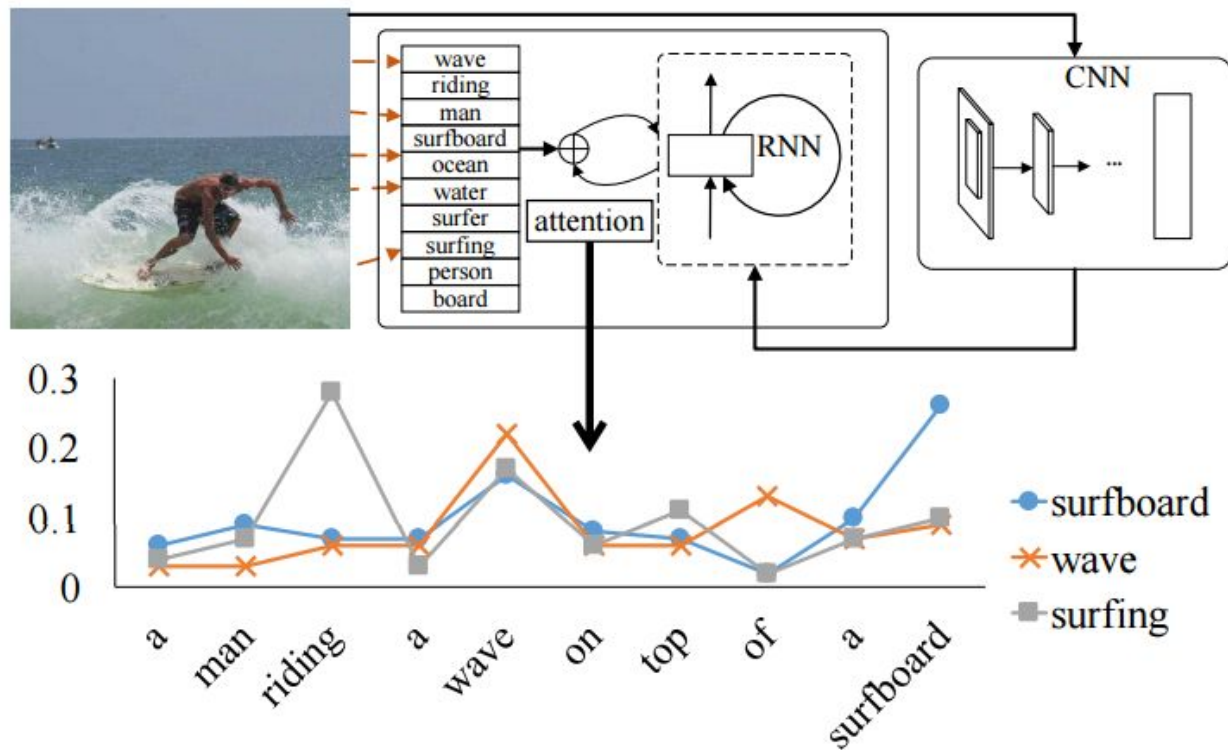 wave
riding
man
surfboard
ocean
water
surfer
surfing
person
board
attention
RNN
CNN
...
0.3
0.2
0.1
0
a
man
riding
a
wave
on
top
of
a
surfboard
surfboard
wave
surfing